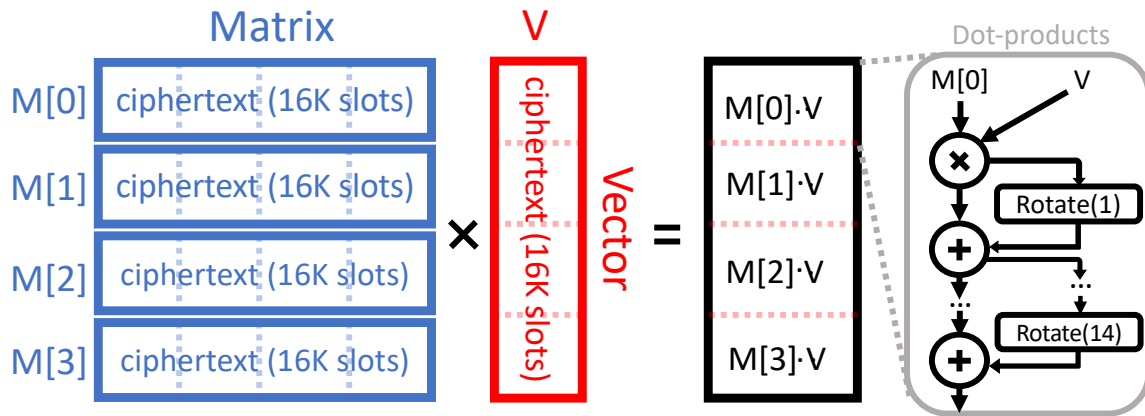 Matrix
V
Dot-products
M[0]
ciphertext (16K slots)
M[1]
ciphertext (16K slots)
M[2]
ciphertext (16K slots)
M[3]
ciphertext (16K slots)
×
ciphertext (16K slots)
Vector
=
M[0]·V
M[1]·V
M[2]·V
M[3]·V
M[0]
V
×
Rotate(1)
+
...
...
Rotate(14)
+